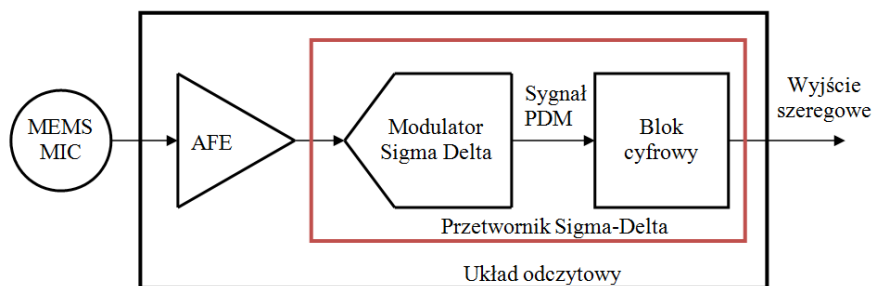 MEMS
MIC
AFE
Modulator
Sigma Delta
Sygnał
PDM
Blok
cyfrowy
Wyjście
szeregowe
Przetwornik Sigma-Delta
Układ odczytowy